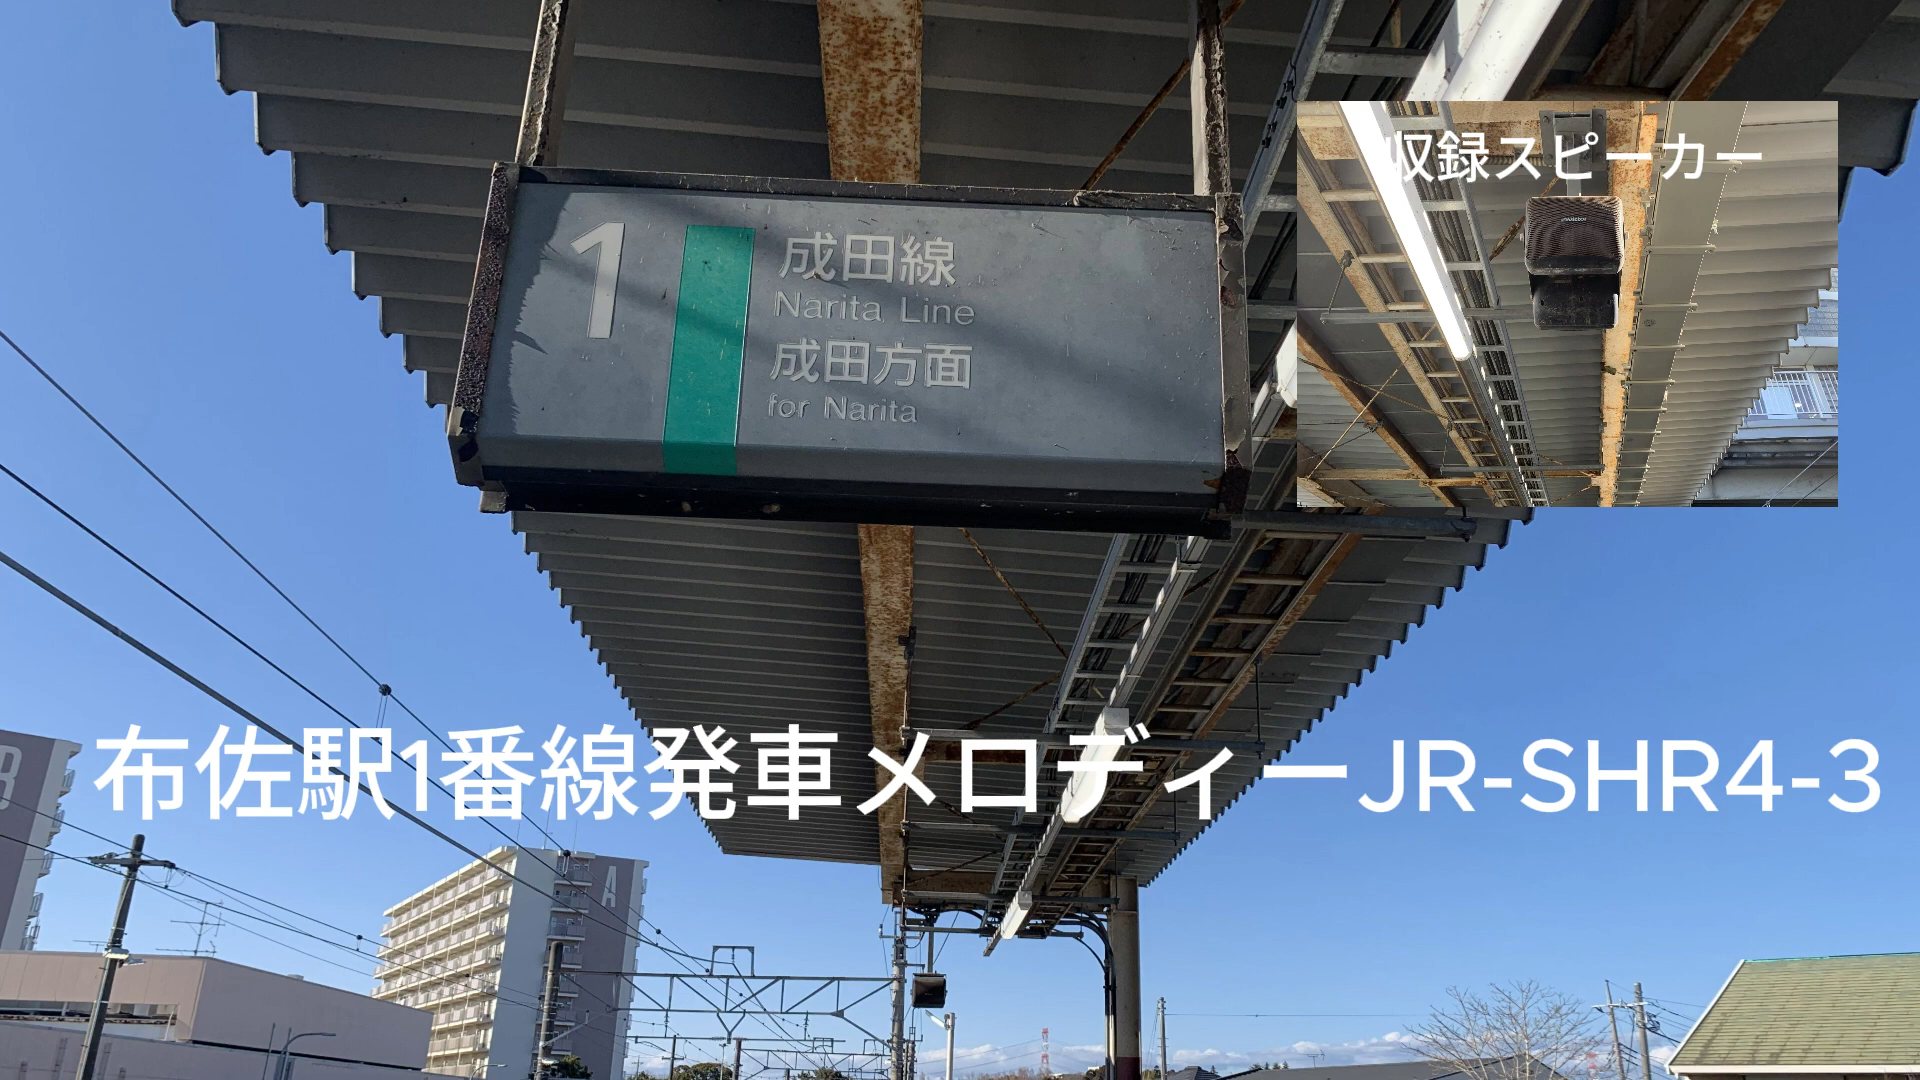 1
成田線
Narita Line
成田方面
for Narita
収録スピーカー
布佐駅1番線発車メロディーJR-SHR4-3
B
A